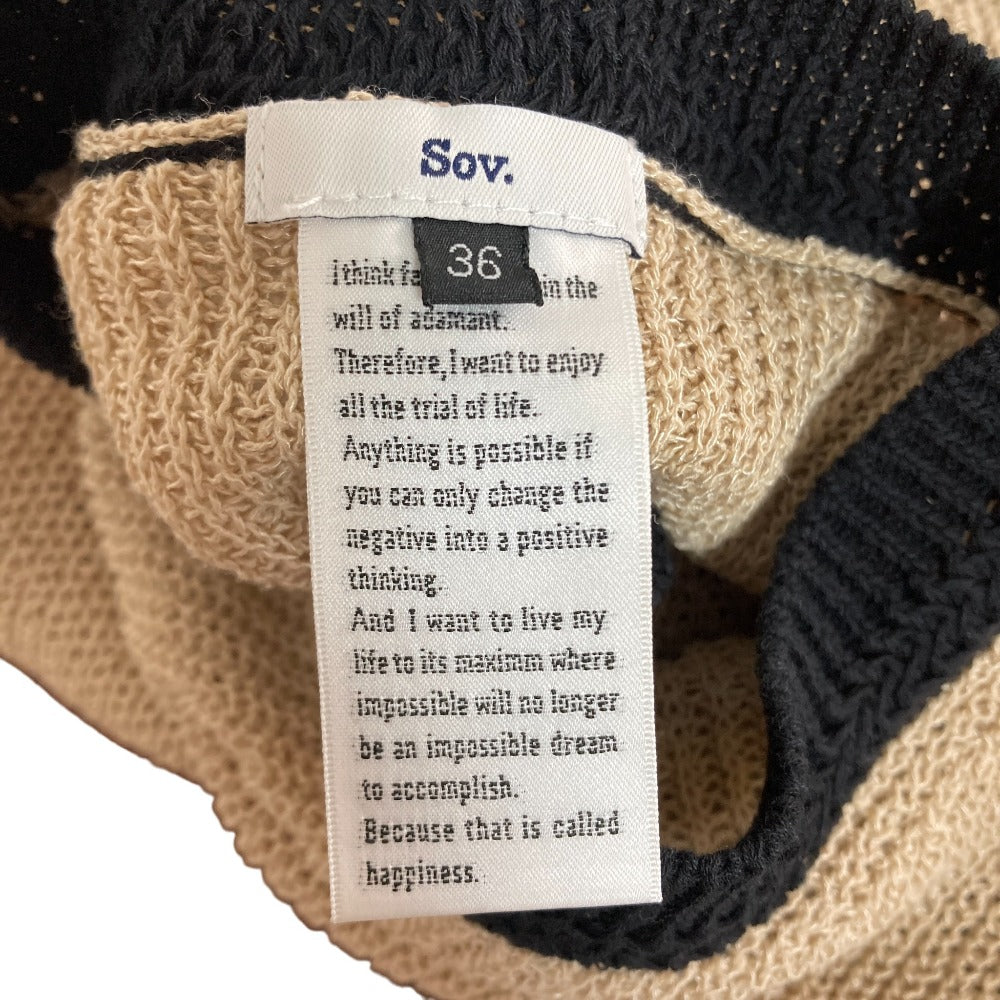 Sov.
36
I think in the
will of adamant.
Therefore, I want to enjoy
all the trial of life.
Anything is possible if
you can only change the
negative into a positive
thinking.
And I want to live my
life to its maximm where
impossible will no longer
be an impossible dream
to accomplish.
Because that is called
happiness.